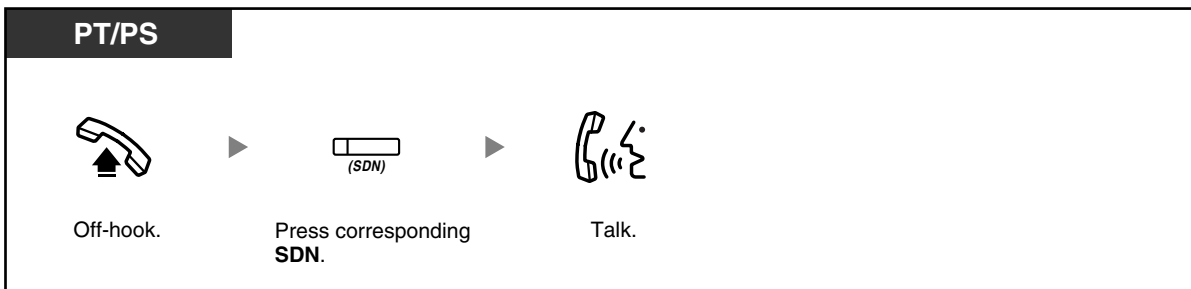 PT/PS
(SDN)
Off-hook.
Press corresponding
SDN.
Talk.